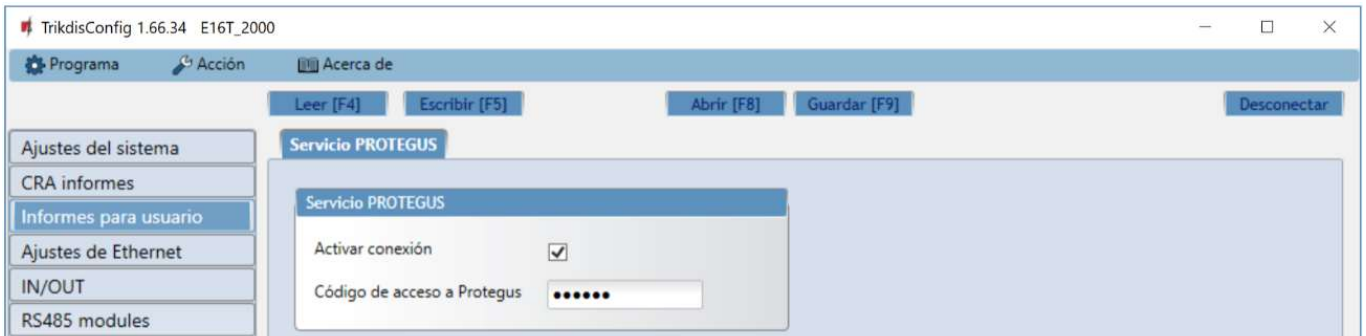 TrikdisConfig 1.66.34 E16T_2000
Programa Acción Acerca de
Leer [F4] Escribir [F5] Abrir [F8] Guardar [F9] Desconectar
Ajustes del sistema
CRA informes
Informes para usuario
Ajustes de Ethernet
IN/OUT
RS485 modules
Servicio PROTEGUS
Servicio PROTEGUS
Activar conexión
Código de acceso a Protegus ●●●●●●